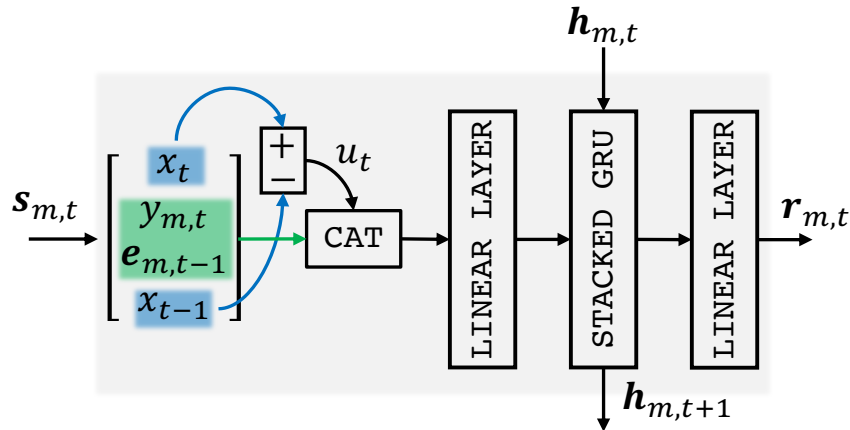 h_{m,t}
s_{m,t}
x_t
y_{m,t}
e_{m,t−1}
x_{t−1}
+
−
u_t
CAT
LINEAR LAYER
STACKED GRU
LINEAR LAYER
r_{m,t}
h_{m,t+1}